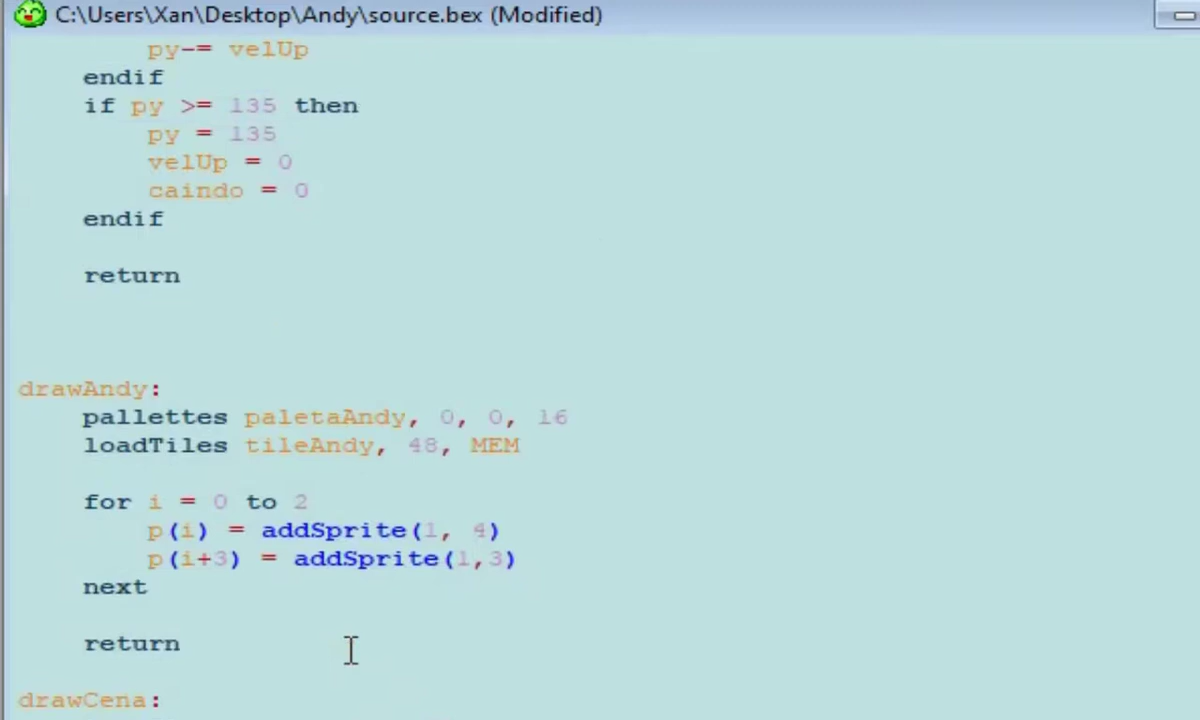 C:\Users\Xan\Desktop\Andy\source.bex (Modified)
py-= velUp
endif
if py >= 135 then
py = 135
velUp = 0
caindo = 0
endif
return
drawAndy:
pallettes paletaAndy, 0, 0, 16
loadTiles tileAndy, 48, MEM
for i = 0 to 2
p(i) = addSprite(1, 4)
p(i+3) = addSprite(1,3)
next
return
drawCena: